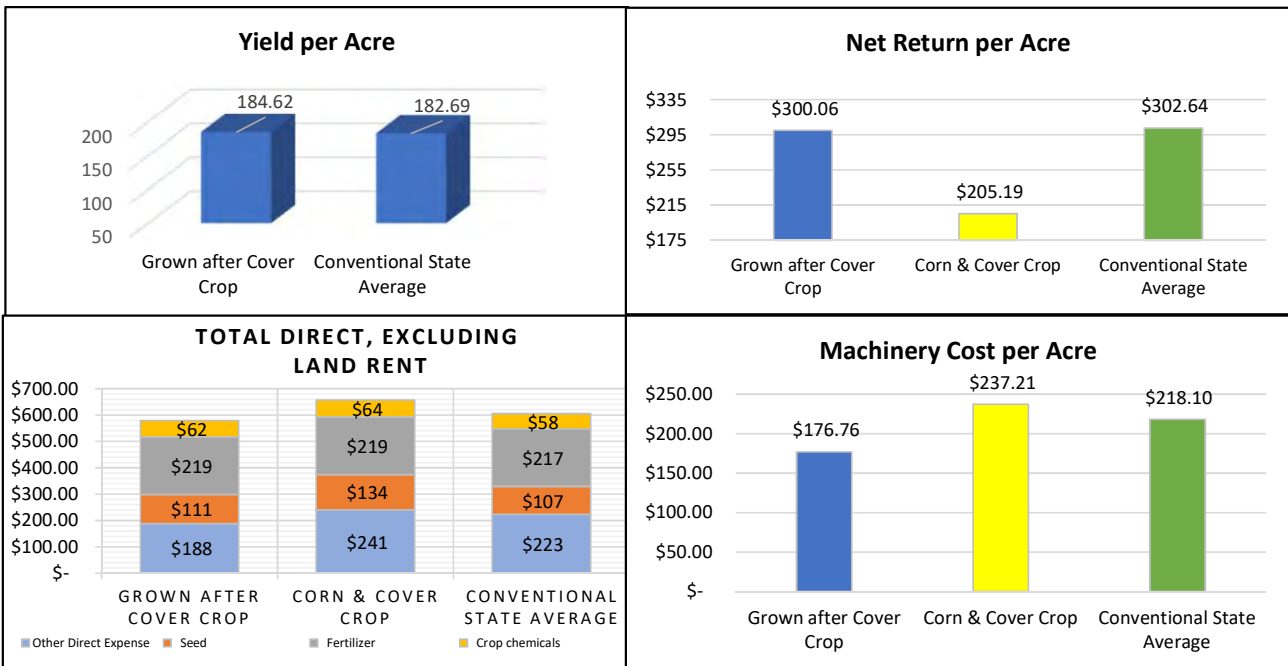 Yield per Acre
184.62
182.69
200
150
100
50
Grown after Cover
Crop
Conventional State
Average
Net Return per Acre
$335
$295
$255
$215
$175
$300.06
$205.19
$302.64
Grown after Cover
Crop
Corn & Cover Crop
Conventional State
Average
TOTAL DIRECT, EXCLUDING
LAND RENT
$700.00
$600.00
$500.00
$400.00
$300.00
$200.00
$100.00
$-
$62
$219
$111
$188
$64
$219
$134
$241
$58
$217
$107
$223
GROWN AFTER
COVER CROP
CORN & COVER
CROP
CONVENTIONAL
STATE AVERAGE
Other Direct Expense
Seed
Fertilizer
Crop chemicals
Machinery Cost per Acre
$250.00
$200.00
$150.00
$100.00
$50.00
$-
$176.76
$237.21
$218.10
Grown after Cover
Crop
Corn & Cover Crop
Conventional State
Average